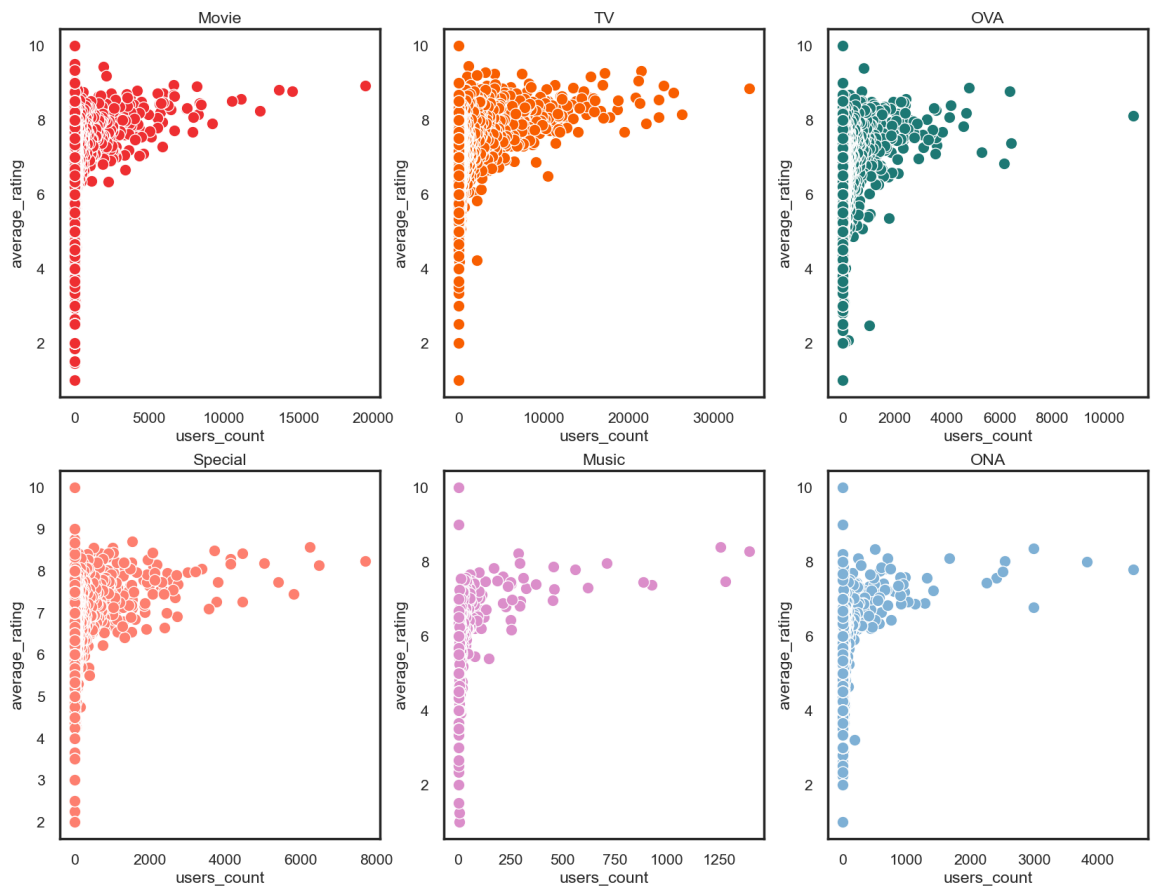 Movie
average_rating
10
8
6
4
2
0 5000 10000 15000 20000
users_count
TV
average_rating
10
8
6
4
2
0 10000 20000 30000
users_count
OVA
average_rating
10
8
6
4
2
0 2000 4000 6000 8000 10000
users_count
Special
average_rating
10
9
8
7
6
5
4
3
2
0 2000 4000 6000 8000
users_count
Music
average_rating
10
8
6
4
2
0 250 500 750 1000 1250
users_count
ONA
average_rating
10
8
6
4
2
0 1000 2000 3000 4000
users_count